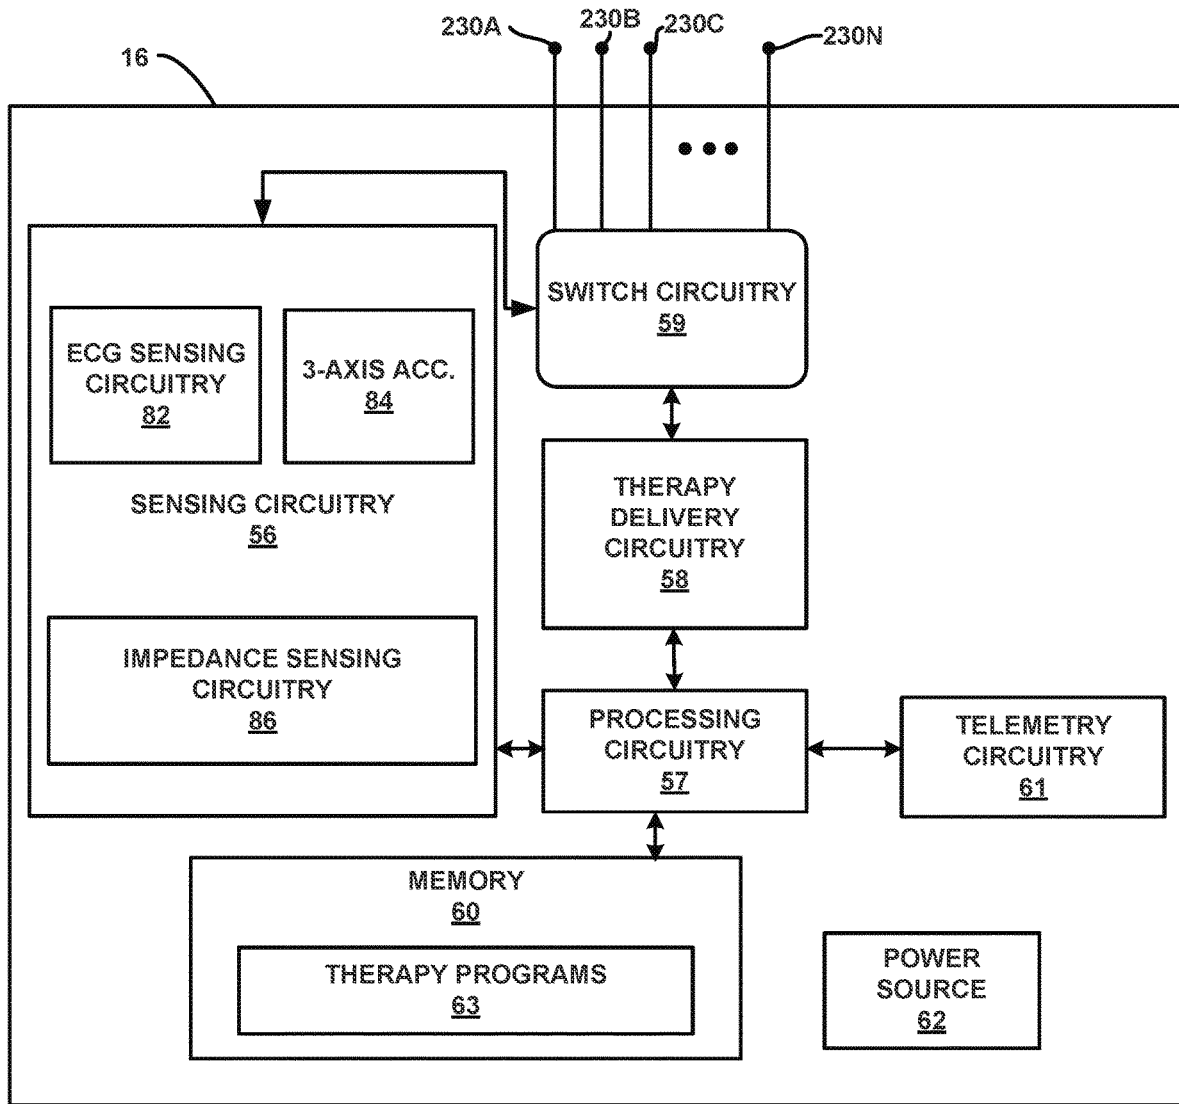 230A
230B
230C
230N
16
SWITCH CIRCUITRY
59
ECG SENSING
CIRCUITRY
82
3-AXIS ACC.
84
SENSING CIRCUITRY
56
THERAPY
DELIVERY
CIRCUITRY
58
IMPEDANCE SENSING
CIRCUITRY
86
PROCESSING
CIRCUITRY
57
TELEMETRY
CIRCUITRY
61
MEMORY
60
THERAPY PROGRAMS
63
POWER
SOURCE
62